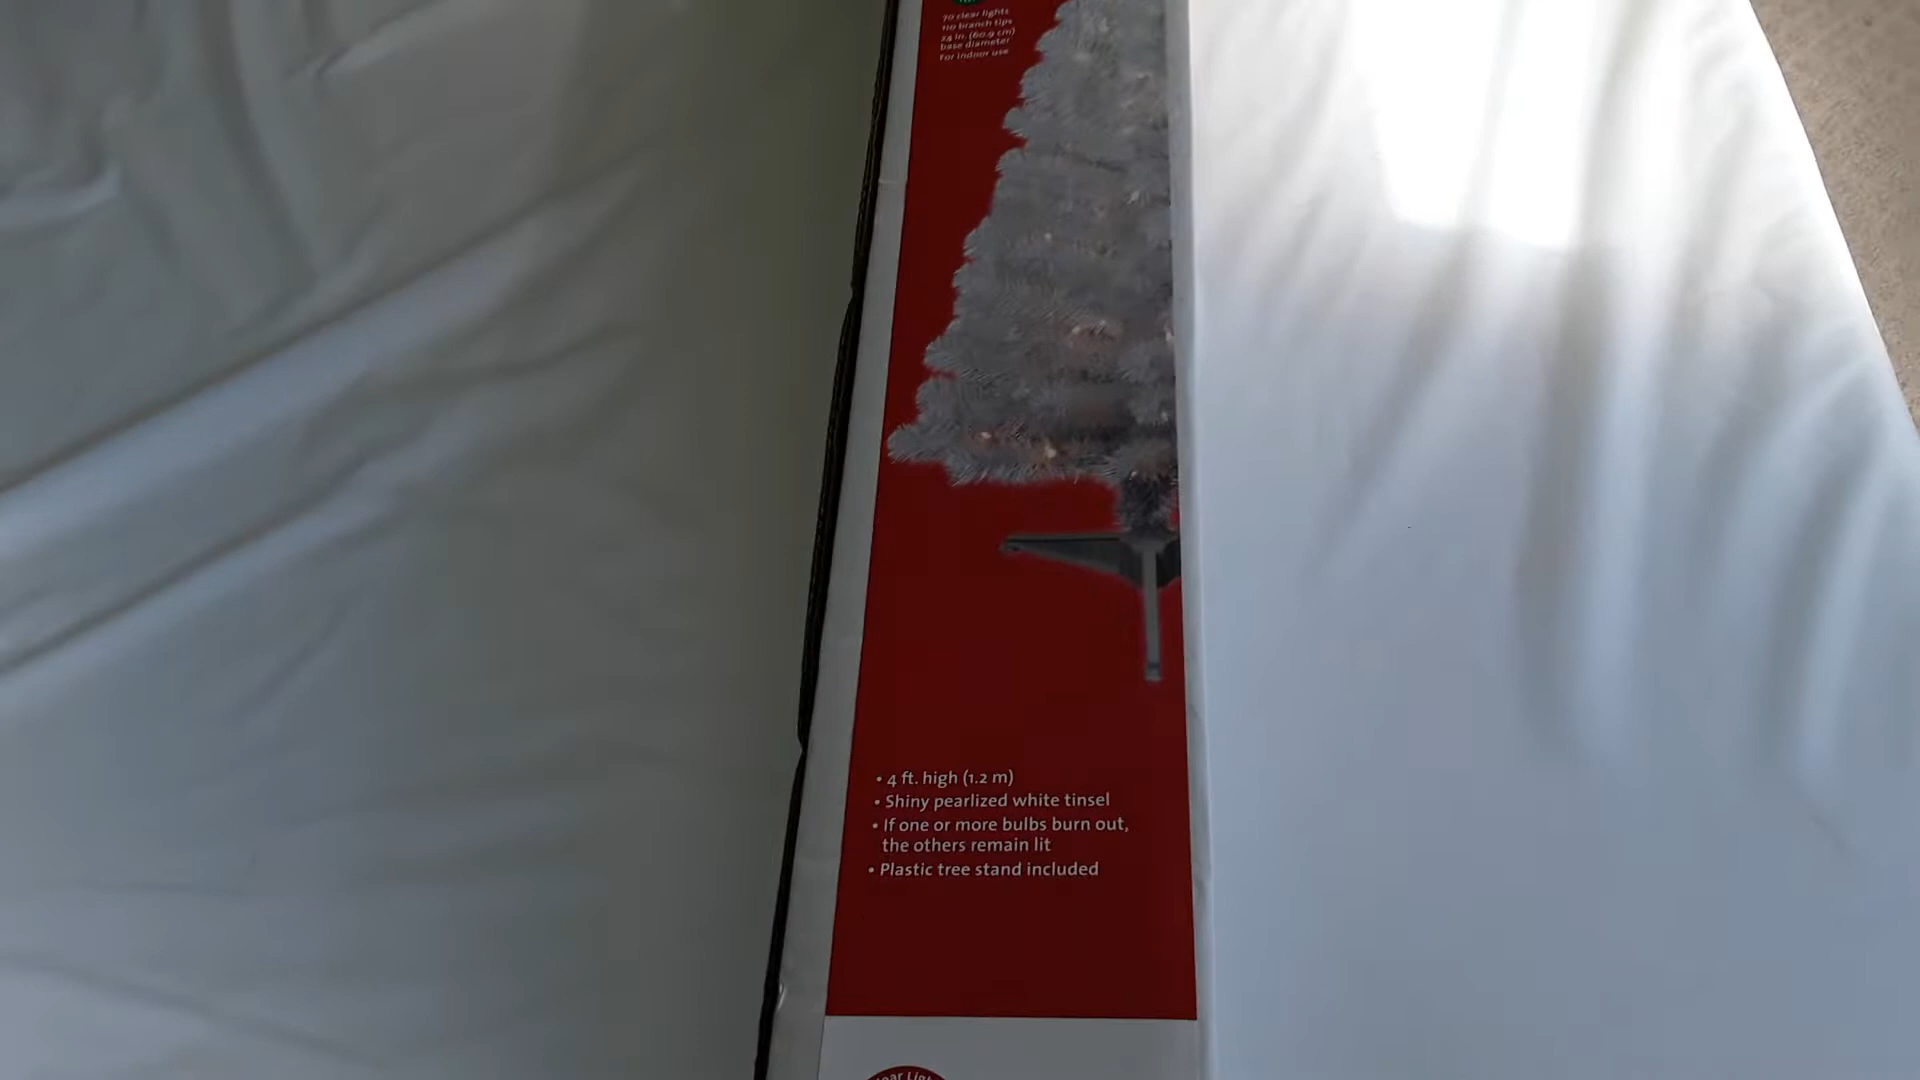 70 clear lights
110 branch tips
24 in. (60.9 cm)
base diameter
For indoor use
• 4 ft. high (1.2 m)
• Shiny pearlized white tinsel
• If one or more bulbs burn out,
the others remain lit
• Plastic tree stand included